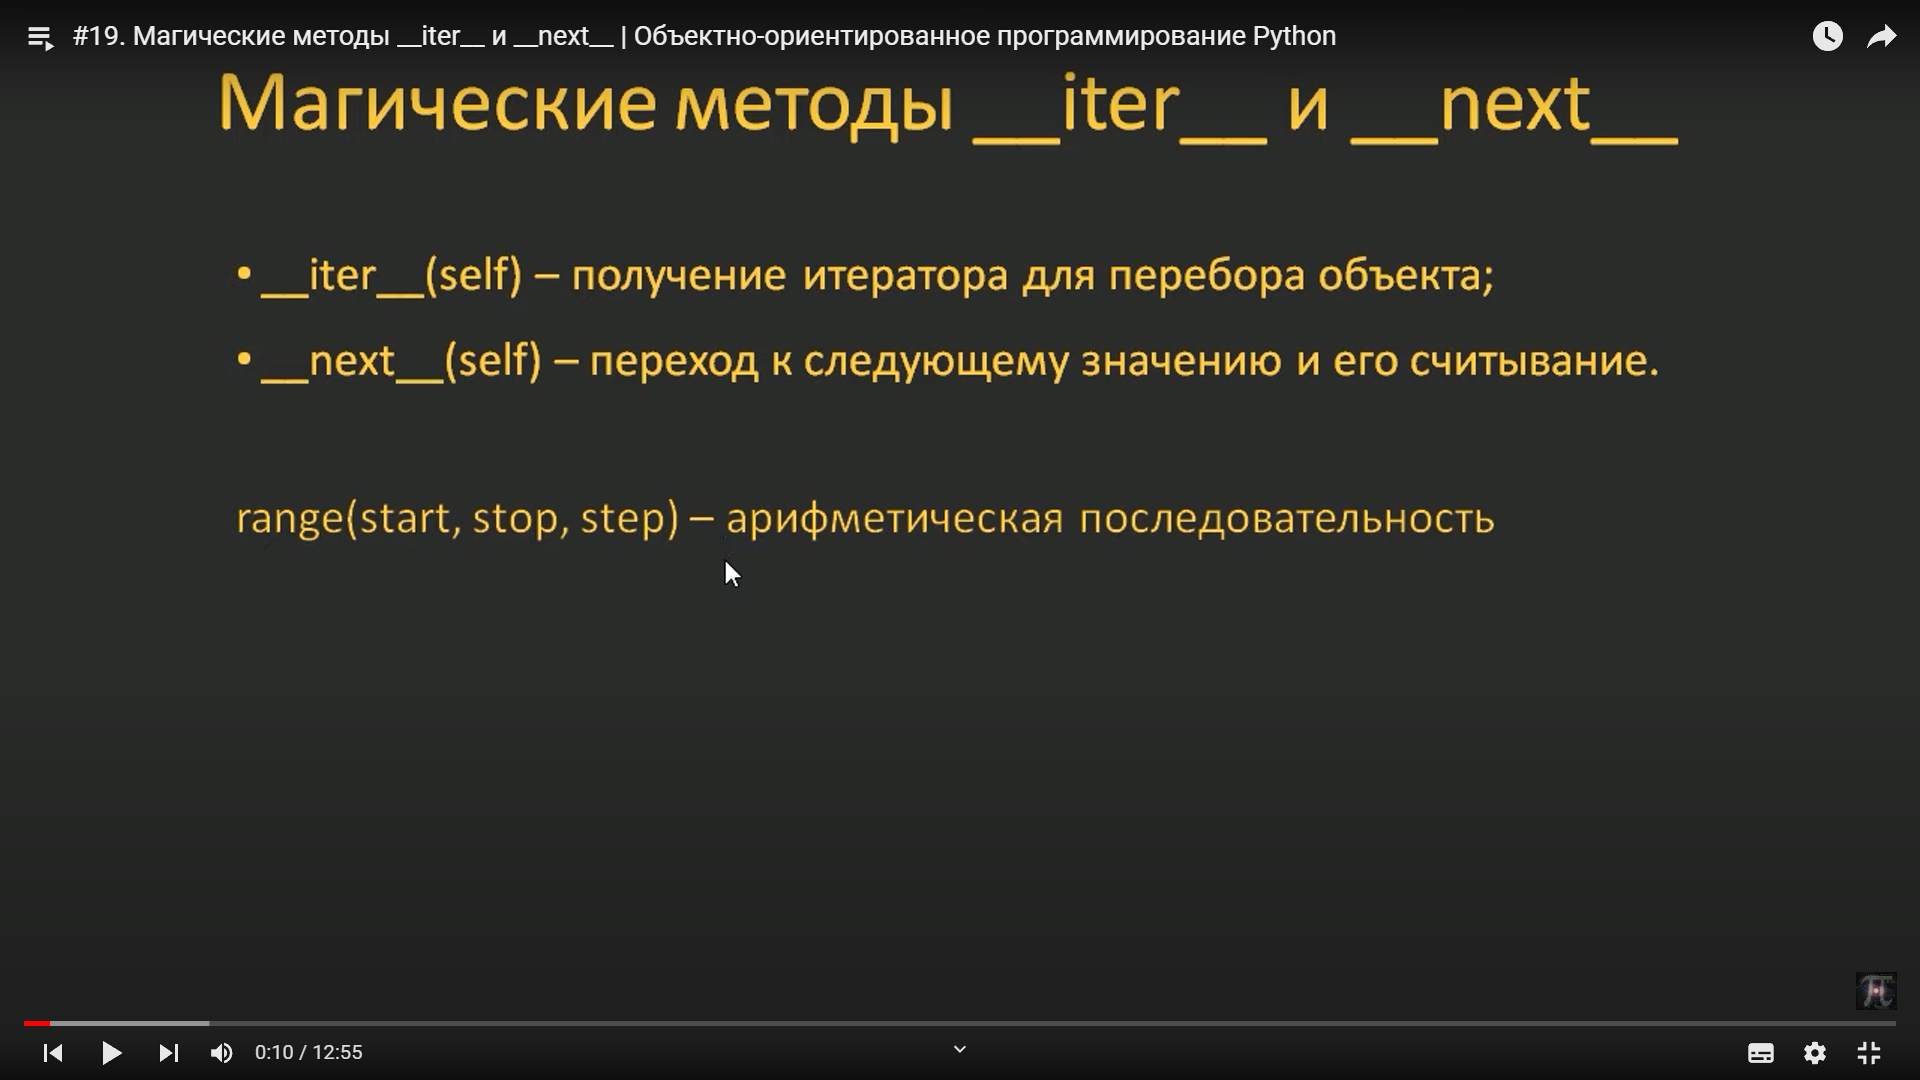 #19. Магические методы __iter__ и __next__ | Объектно-ориентированное программирование Python
Магические методы __iter__ и __next__
• __iter__(self) – получение итератора для перебора объекта;
• __next__(self) – переход к следующему значению и его считывание.
range(start, stop, step) – арифметическая последовательность
π
0:10 / 12:55